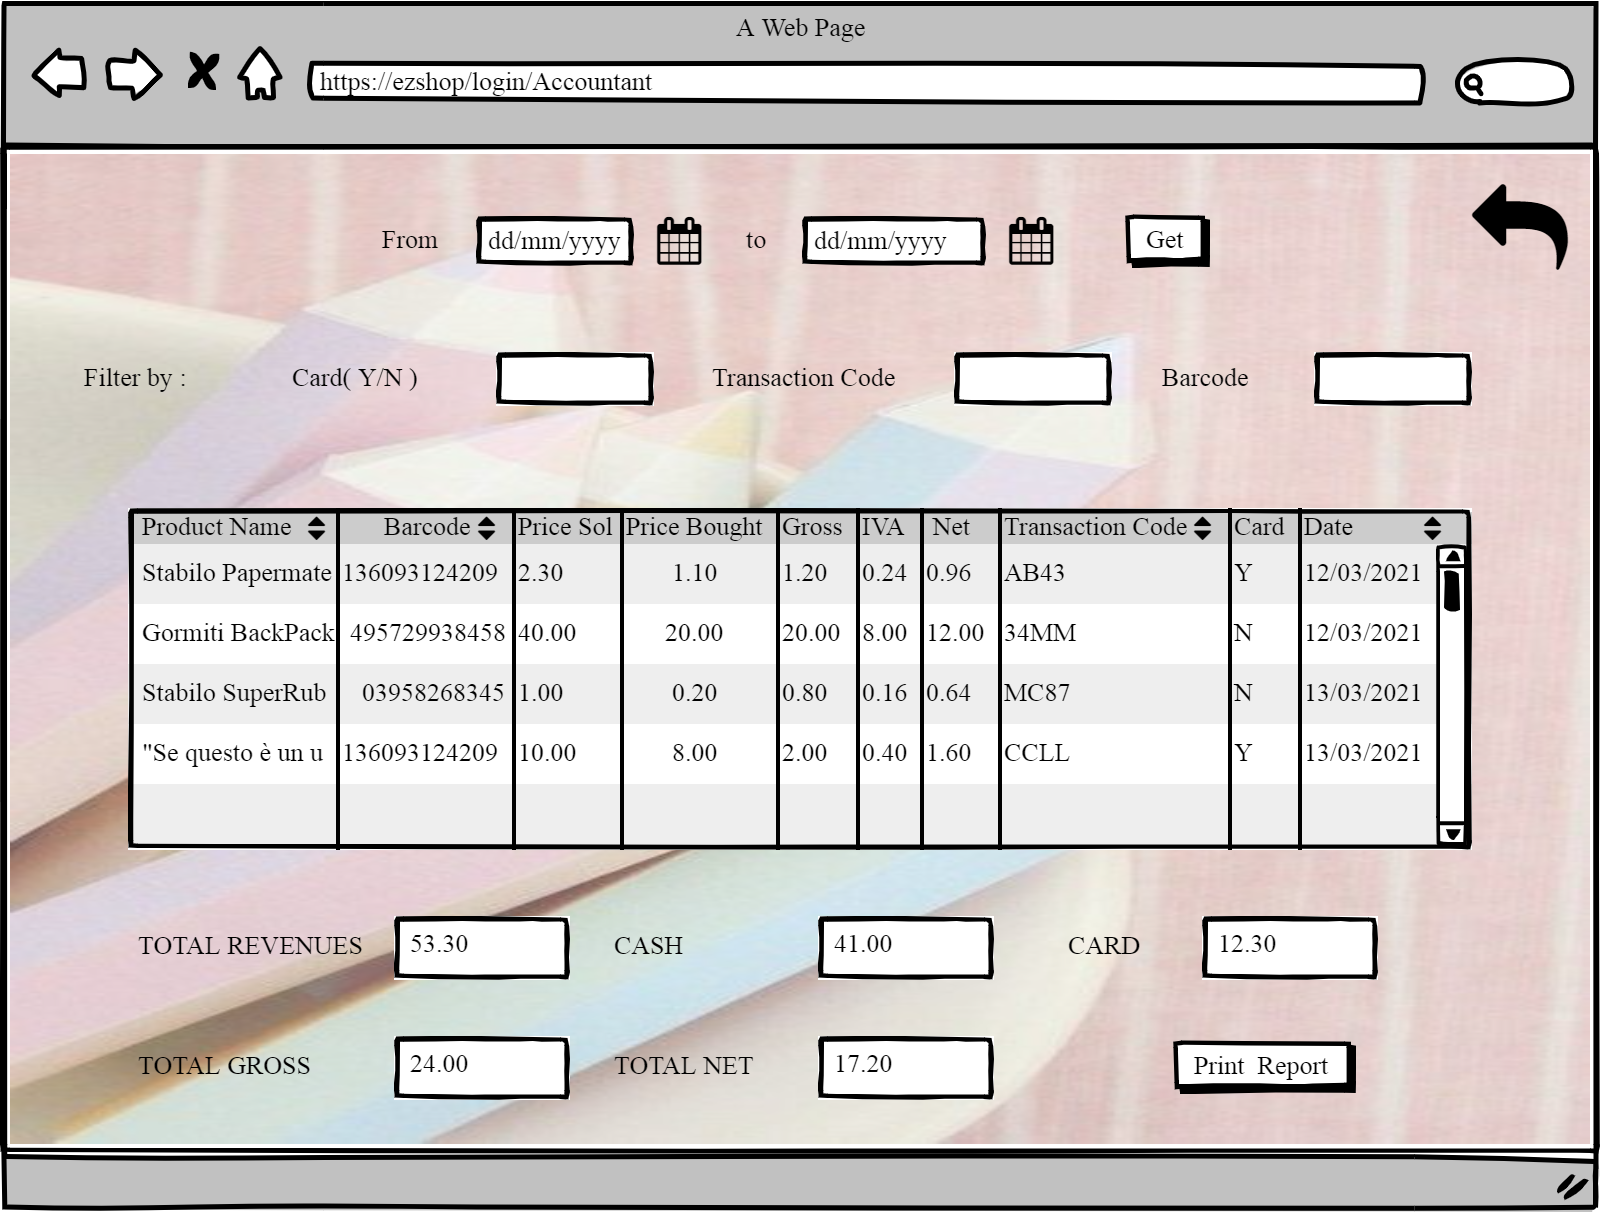 A Web Page
https://ezshop/login/Accountant
From dd/mm/yyyy to dd/mm/yyyy Get
Filter by : Card( Y/N ) Transaction Code Barcode
Product Name Barcode Price Sol Price Bought Gross IVA Net Transaction Code Card Date
Stabilo Papermate 136093124209 2.30 1.10 1.20 0.24 0.96 AB43 Y 12/03/2021
Gormiti BackPack 495729938458 40.00 20.00 20.00 8.00 12.00 34MM N 12/03/2021
Stabilo SuperRub 03958268345 1.00 0.20 0.80 0.16 0.64 MC87 N 13/03/2021
"Se questo è un u 136093124209 10.00 8.00 2.00 0.40 1.60 CCLL Y 13/03/2021
TOTAL REVENUES 53.30 CASH 41.00 CARD 12.30
TOTAL GROSS 24.00 TOTAL NET 17.20 Print Report